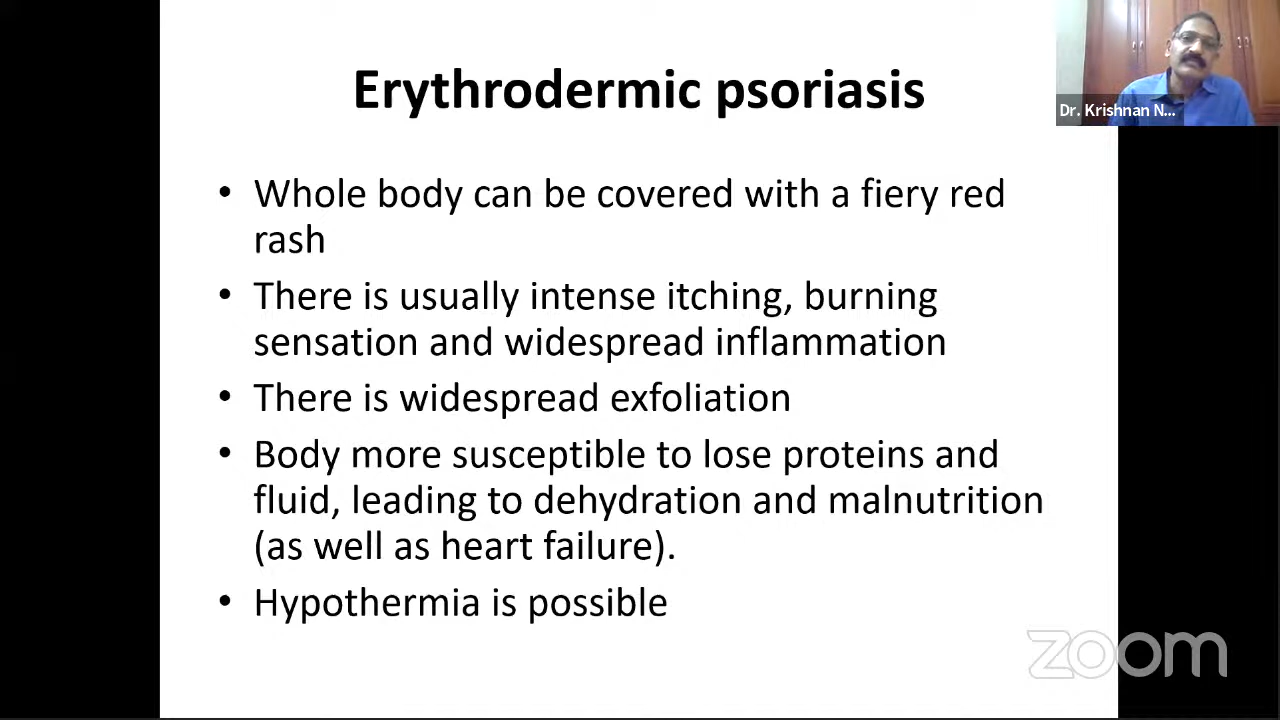 Erythrodermic psoriasis
Dr. Krishnan N...
• Whole body can be covered with a fiery red
rash
• There is usually intense itching, burning
sensation and widespread inflammation
• There is widespread exfoliation
• Body more susceptible to lose proteins and
fluid, leading to dehydration and malnutrition
(as well as heart failure).
• Hypothermia is possible
zoom